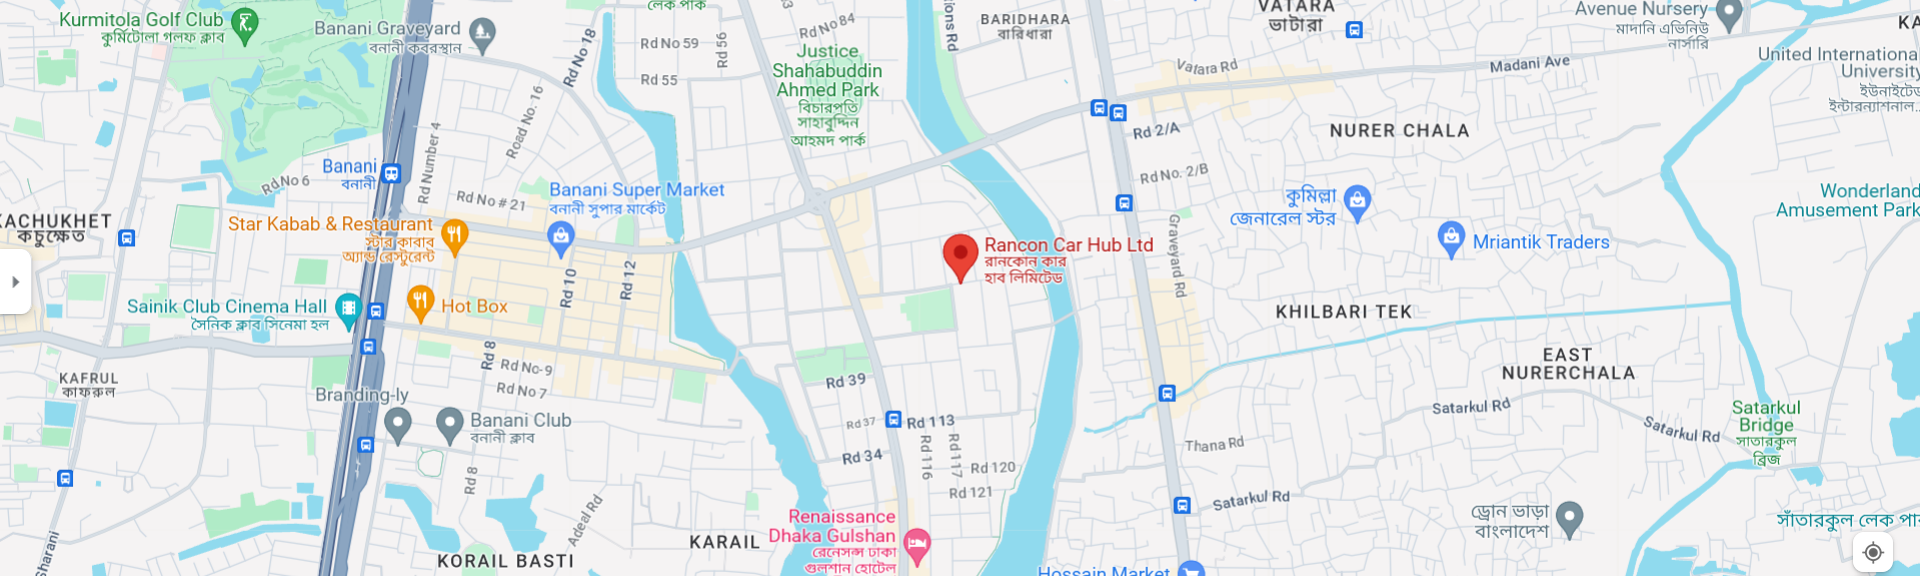 Kurmitola Golf Club
কুর্মিটোলা গলফ ক্লাব
Banani Graveyard
বনানী কবরস্থান
Rd No 18
লেক পার্ক
Rd No 59
Rd 56
Rd 55
Rd No 84
Justice
Shahabuddin
Ahmed Park
বিচারপতি
সাহাবুদ্দিন
আহমদ পার্ক
BARIDHARA
বারিধারা
VATARA
ভাটারা
Vatara Rd
Madani Ave
Avenue Nursery
মাদানি এভিনিউ
নার্সারি
United International
University
ইউনাইটেড
ইন্টারন্যাশনাল...
Road No. 16
Rd Number 4
Rd No 6
Banani
বনানী
Rd No # 21
Banani Super Market
বনানী সুপার মার্কেট
Rd 2/A
Rd No. 2/B
NURER CHALA
কুমিল্লা
জেনারেল স্টর
Wonderland
Amusement Park
KACHUKHET
কচুক্ষেত
Star Kabab & Restaurant
স্টার কাবাব
অ্যান্ড রেস্টুরেন্ট
Rancon Car Hub Ltd
রানকোন কার
হাব লিমিটেড
Graveyard Rd
Mriantik Traders
Rd 10
Rd 12
Sainik Club Cinema Hall
সৈনিক ক্লাব সিনেমা হল
Hot Box
KHILBARI TEK
EAST
NURERCHALA
KAFRUL
কাফরুল
Rd 8
Rd No-9
Rd No 7
Rd 39
Branding-ly
Banani Club
বনানী ক্লাব
Rd 37
Rd 113
Rd 34
Rd 116
Rd 117
Rd 120
Rd 121
Satarkul Rd
Satarkul Rd
Satarkul
Bridge
সাতারকুল
ব্রিজ
Thana Rd
Satarkul Rd
Rd 8
Adeal Rd
KORAIL BASTI
KARAIL
Renaissance
Dhaka Gulshan
রেনেসন্স ঢাকা
গুলশান হোটেল
Hossain Market
ড্রোন ভাড়া
বাংলাদেশ
সাঁতারকুল লেক পার্